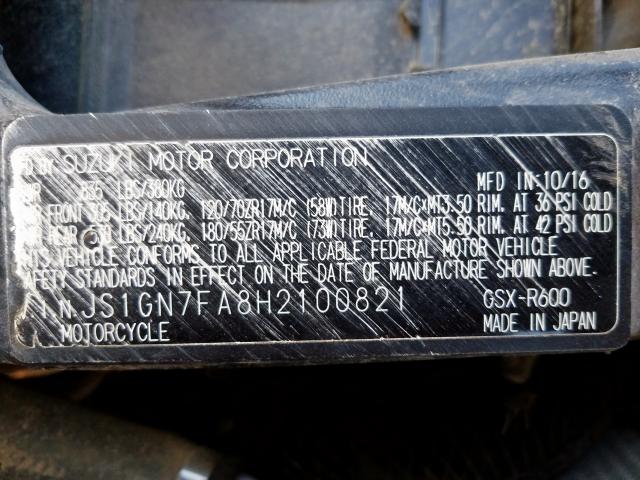 D BY SUZUKI MOTOR CORPORATION
835 LBS/380KG MFD IN 10/16
FRONT 305 LBS/140KG, 120/70ZR17M/C (58W)TIRE, 17M/C×MT3.50 RIM, AT 36 PSI COLD
REAR 530 LBS/240KG, 180/55ZR17M/C (73W)TIRE, 17M/C×MT5.50 RIM, AT 42 PSI COLD
THIS VEHICLE CONFORMS TO ALL APPLICABLE FEDERAL MOTOR VEHICLE
SAFETY STANDARDS IN EFFECT ON THE DATE OF MANUFACTURE SHOWN ABOVE.
V.I.N. JS1GN7FA8H2100821 GSX-R600
MOTORCYCLE MADE IN JAPAN